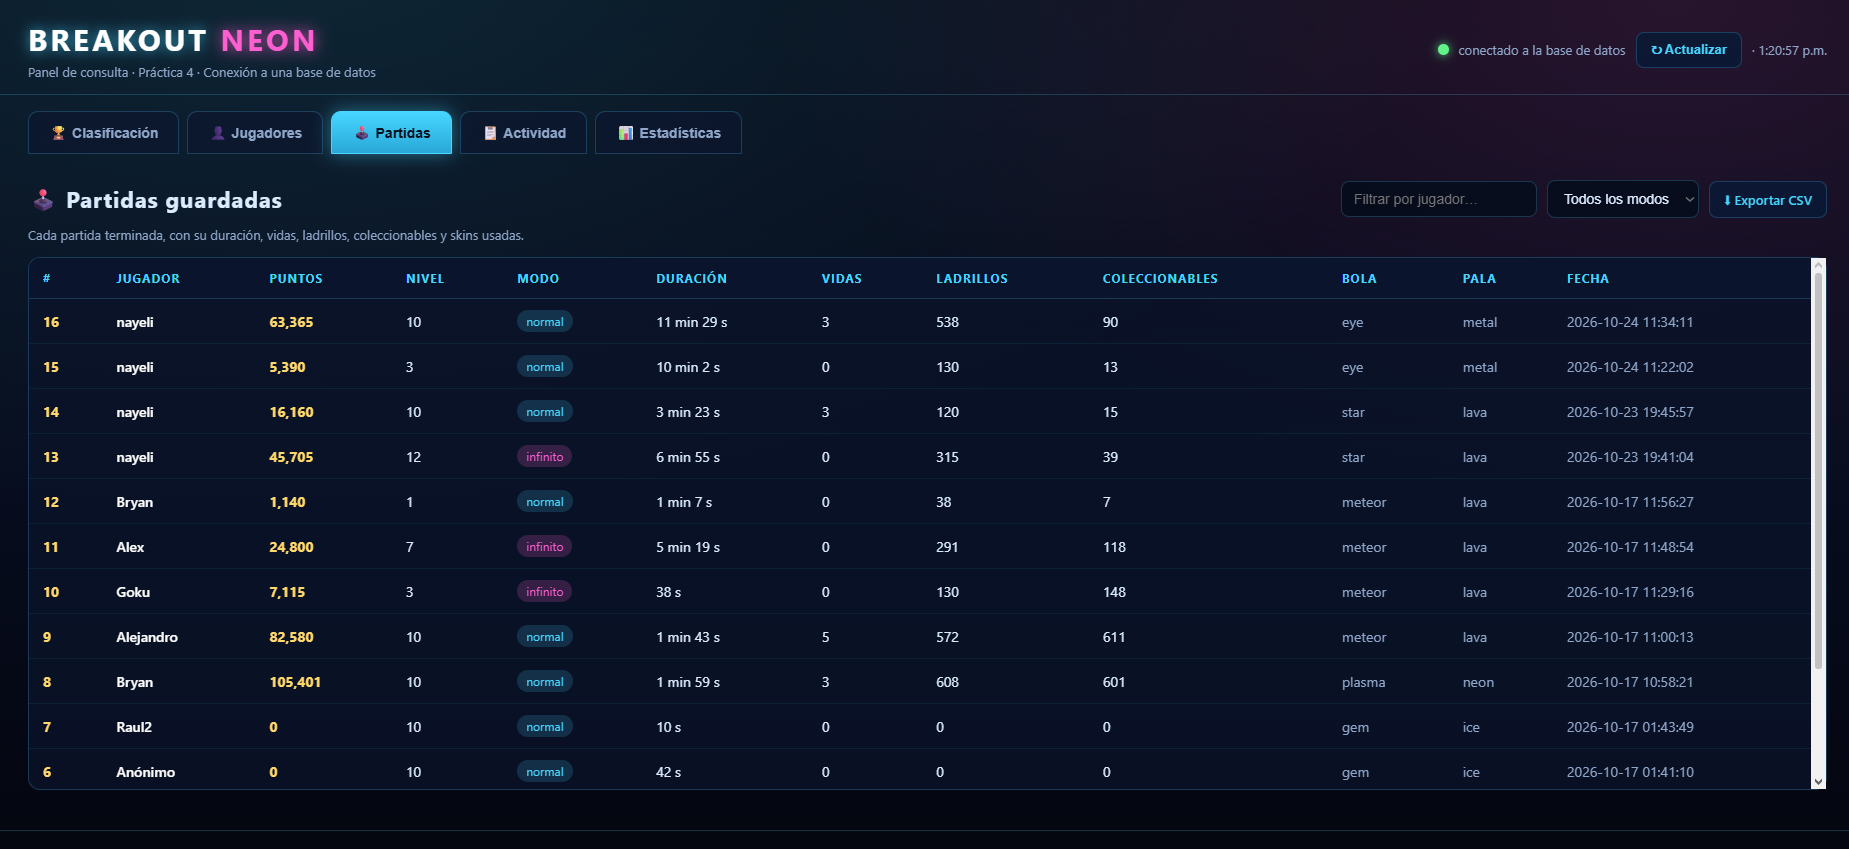 BREAKOUT NEON
Panel de consulta · Práctica 4 · Conexión a una base de datos
conectado a la base de datos
↻ Actualizar
· 1:20:57 p.m.
Clasificación
Jugadores
Partidas
Actividad
Estadísticas
Partidas guardadas
Filtrar por jugador…
Todos los modos
⬇ Exportar CSV
Cada partida terminada, con su duración, vidas, ladrillos, coleccionables y skins usadas.
# JUGADOR PUNTOS NIVEL MODO DURACIÓN VIDAS LADRILLOS COLECCIONABLES BOLA PALA FECHA
16 nayeli 63,365 10 normal 11 min 29 s 3 538 90 eye metal 2026-10-24 11:34:11
15 nayeli 5,390 3 normal 10 min 2 s 0 130 13 eye metal 2026-10-24 11:22:02
14 nayeli 16,160 10 normal 3 min 23 s 3 120 15 star lava 2026-10-23 19:45:57
13 nayeli 45,705 12 infinito 6 min 55 s 0 315 39 star lava 2026-10-23 19:41:04
12 Bryan 1,140 1 normal 1 min 7 s 0 38 7 meteor lava 2026-10-17 11:56:27
11 Alex 24,800 7 infinito 5 min 19 s 0 291 118 meteor lava 2026-10-17 11:48:54
10 Goku 7,115 3 infinito 38 s 0 130 148 meteor lava 2026-10-17 11:29:16
9 Alejandro 82,580 10 normal 1 min 43 s 5 572 611 meteor lava 2026-10-17 11:00:13
8 Bryan 105,401 10 normal 1 min 59 s 3 608 601 plasma neon 2026-10-17 10:58:21
7 Raul2 0 10 normal 10 s 0 0 0 gem ice 2026-10-17 01:43:49
6 Anónimo 0 10 normal 42 s 0 0 0 gem ice 2026-10-17 01:41:10